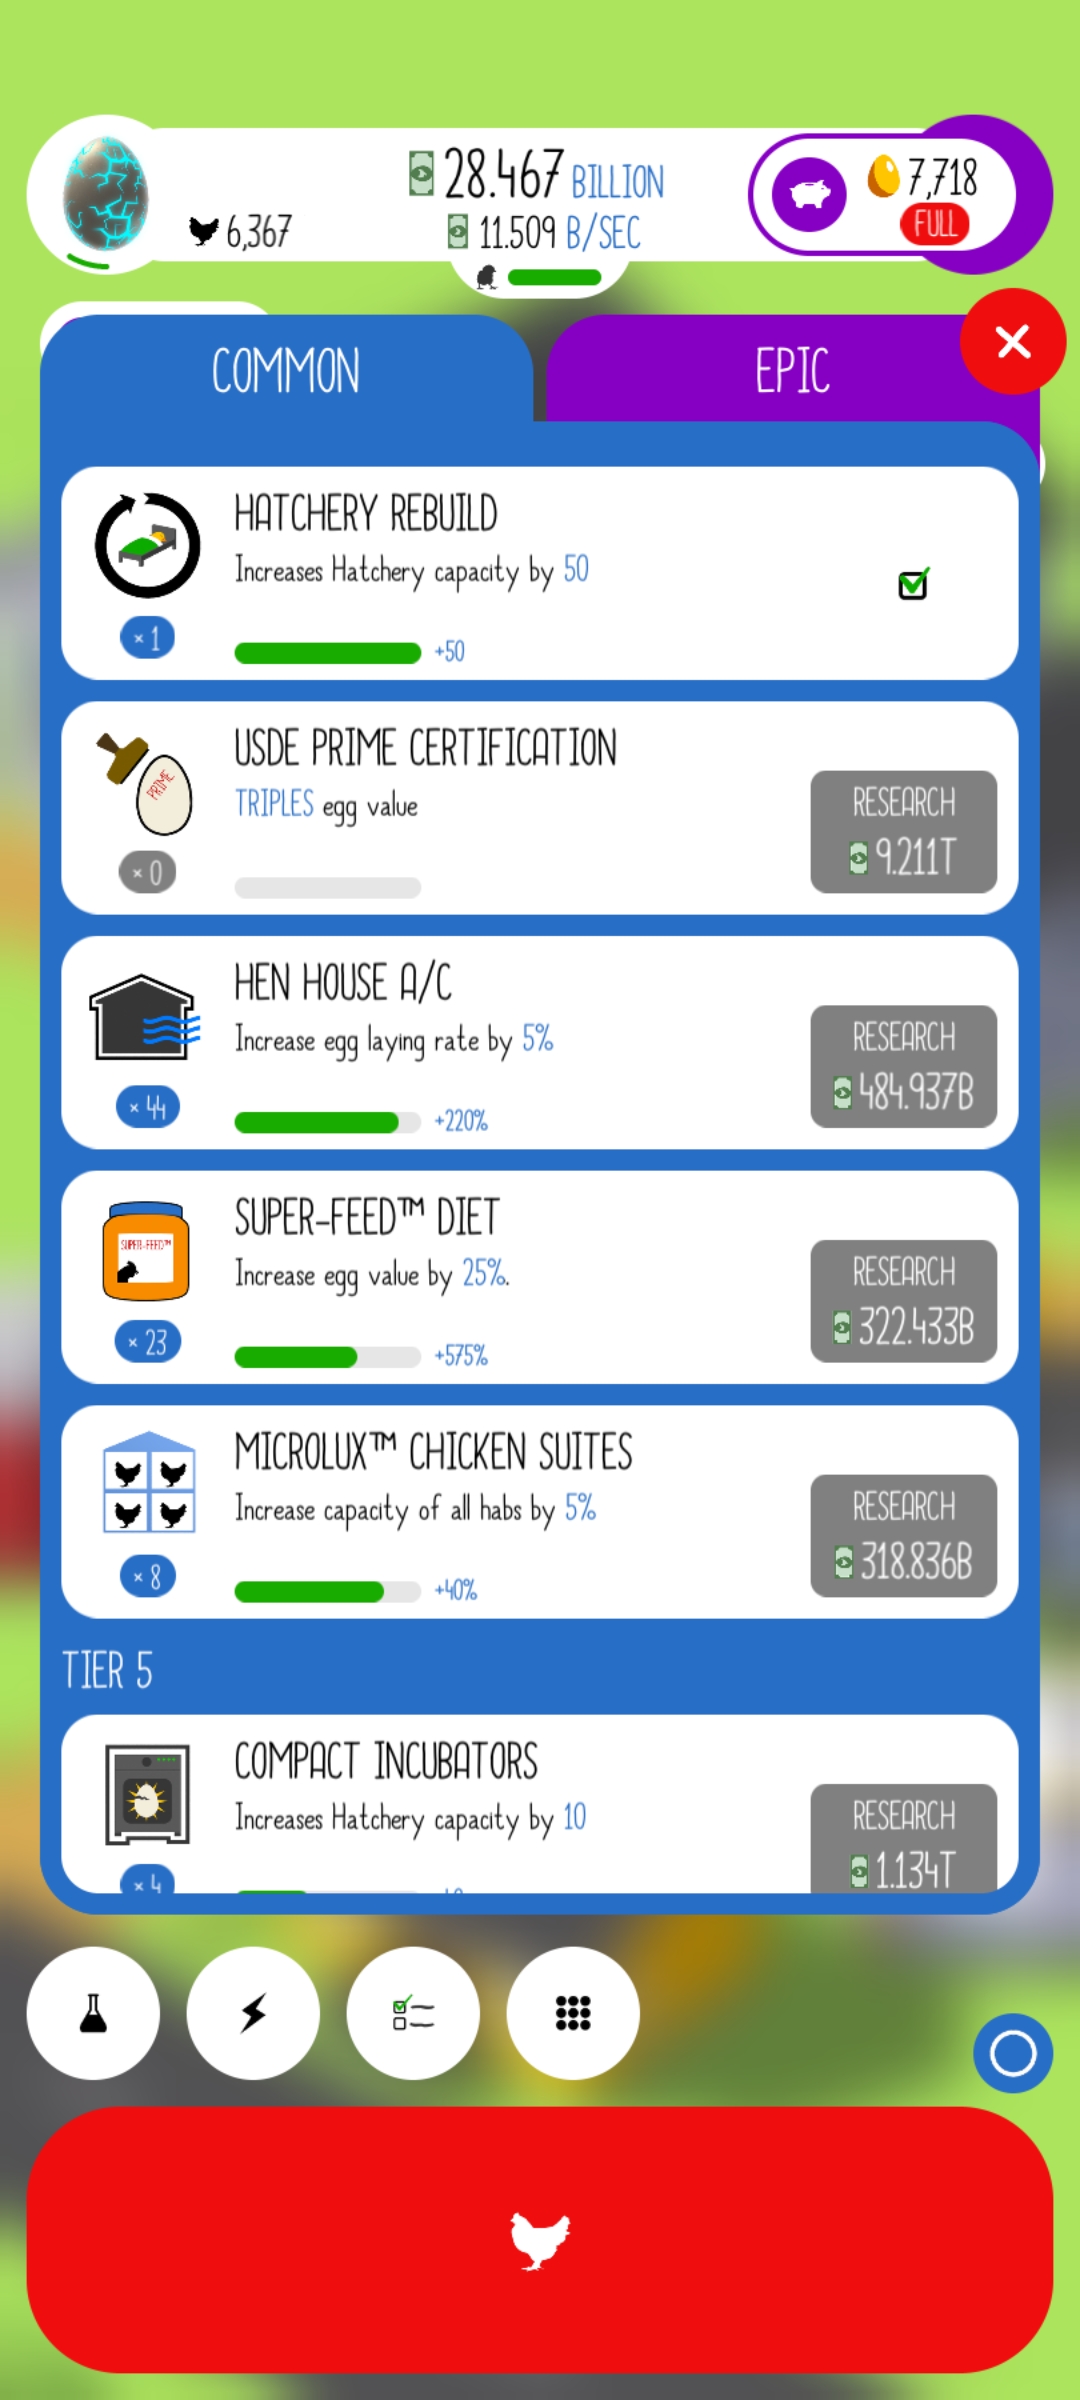 28.467 BILLION
7,718
6,367
11.509 B/SEC
FULL
COMMON
EPIC
HATCHERY REBUILD
Increases Hatchery capacity by 50
× 1
+50
USDE PRIME CERTIFICATION
TRIPLES egg value
PRIME
RESEARCH
9.211T
× 0
HEN HOUSE A/C
Increase egg laying rate by 5%
RESEARCH
484.937B
× 44
+220%
SUPER-FEED™ DIET
SUPER-FEED™
Increase egg value by 25%.
RESEARCH
322.433B
× 23
+575%
MICROLUX™ CHICKEN SUITES
Increase capacity of all habs by 5%
RESEARCH
318.836B
× 8
+40%
TIER 5
COMPACT INCUBATORS
Increases Hatchery capacity by 10
RESEARCH
1.134T
× 4